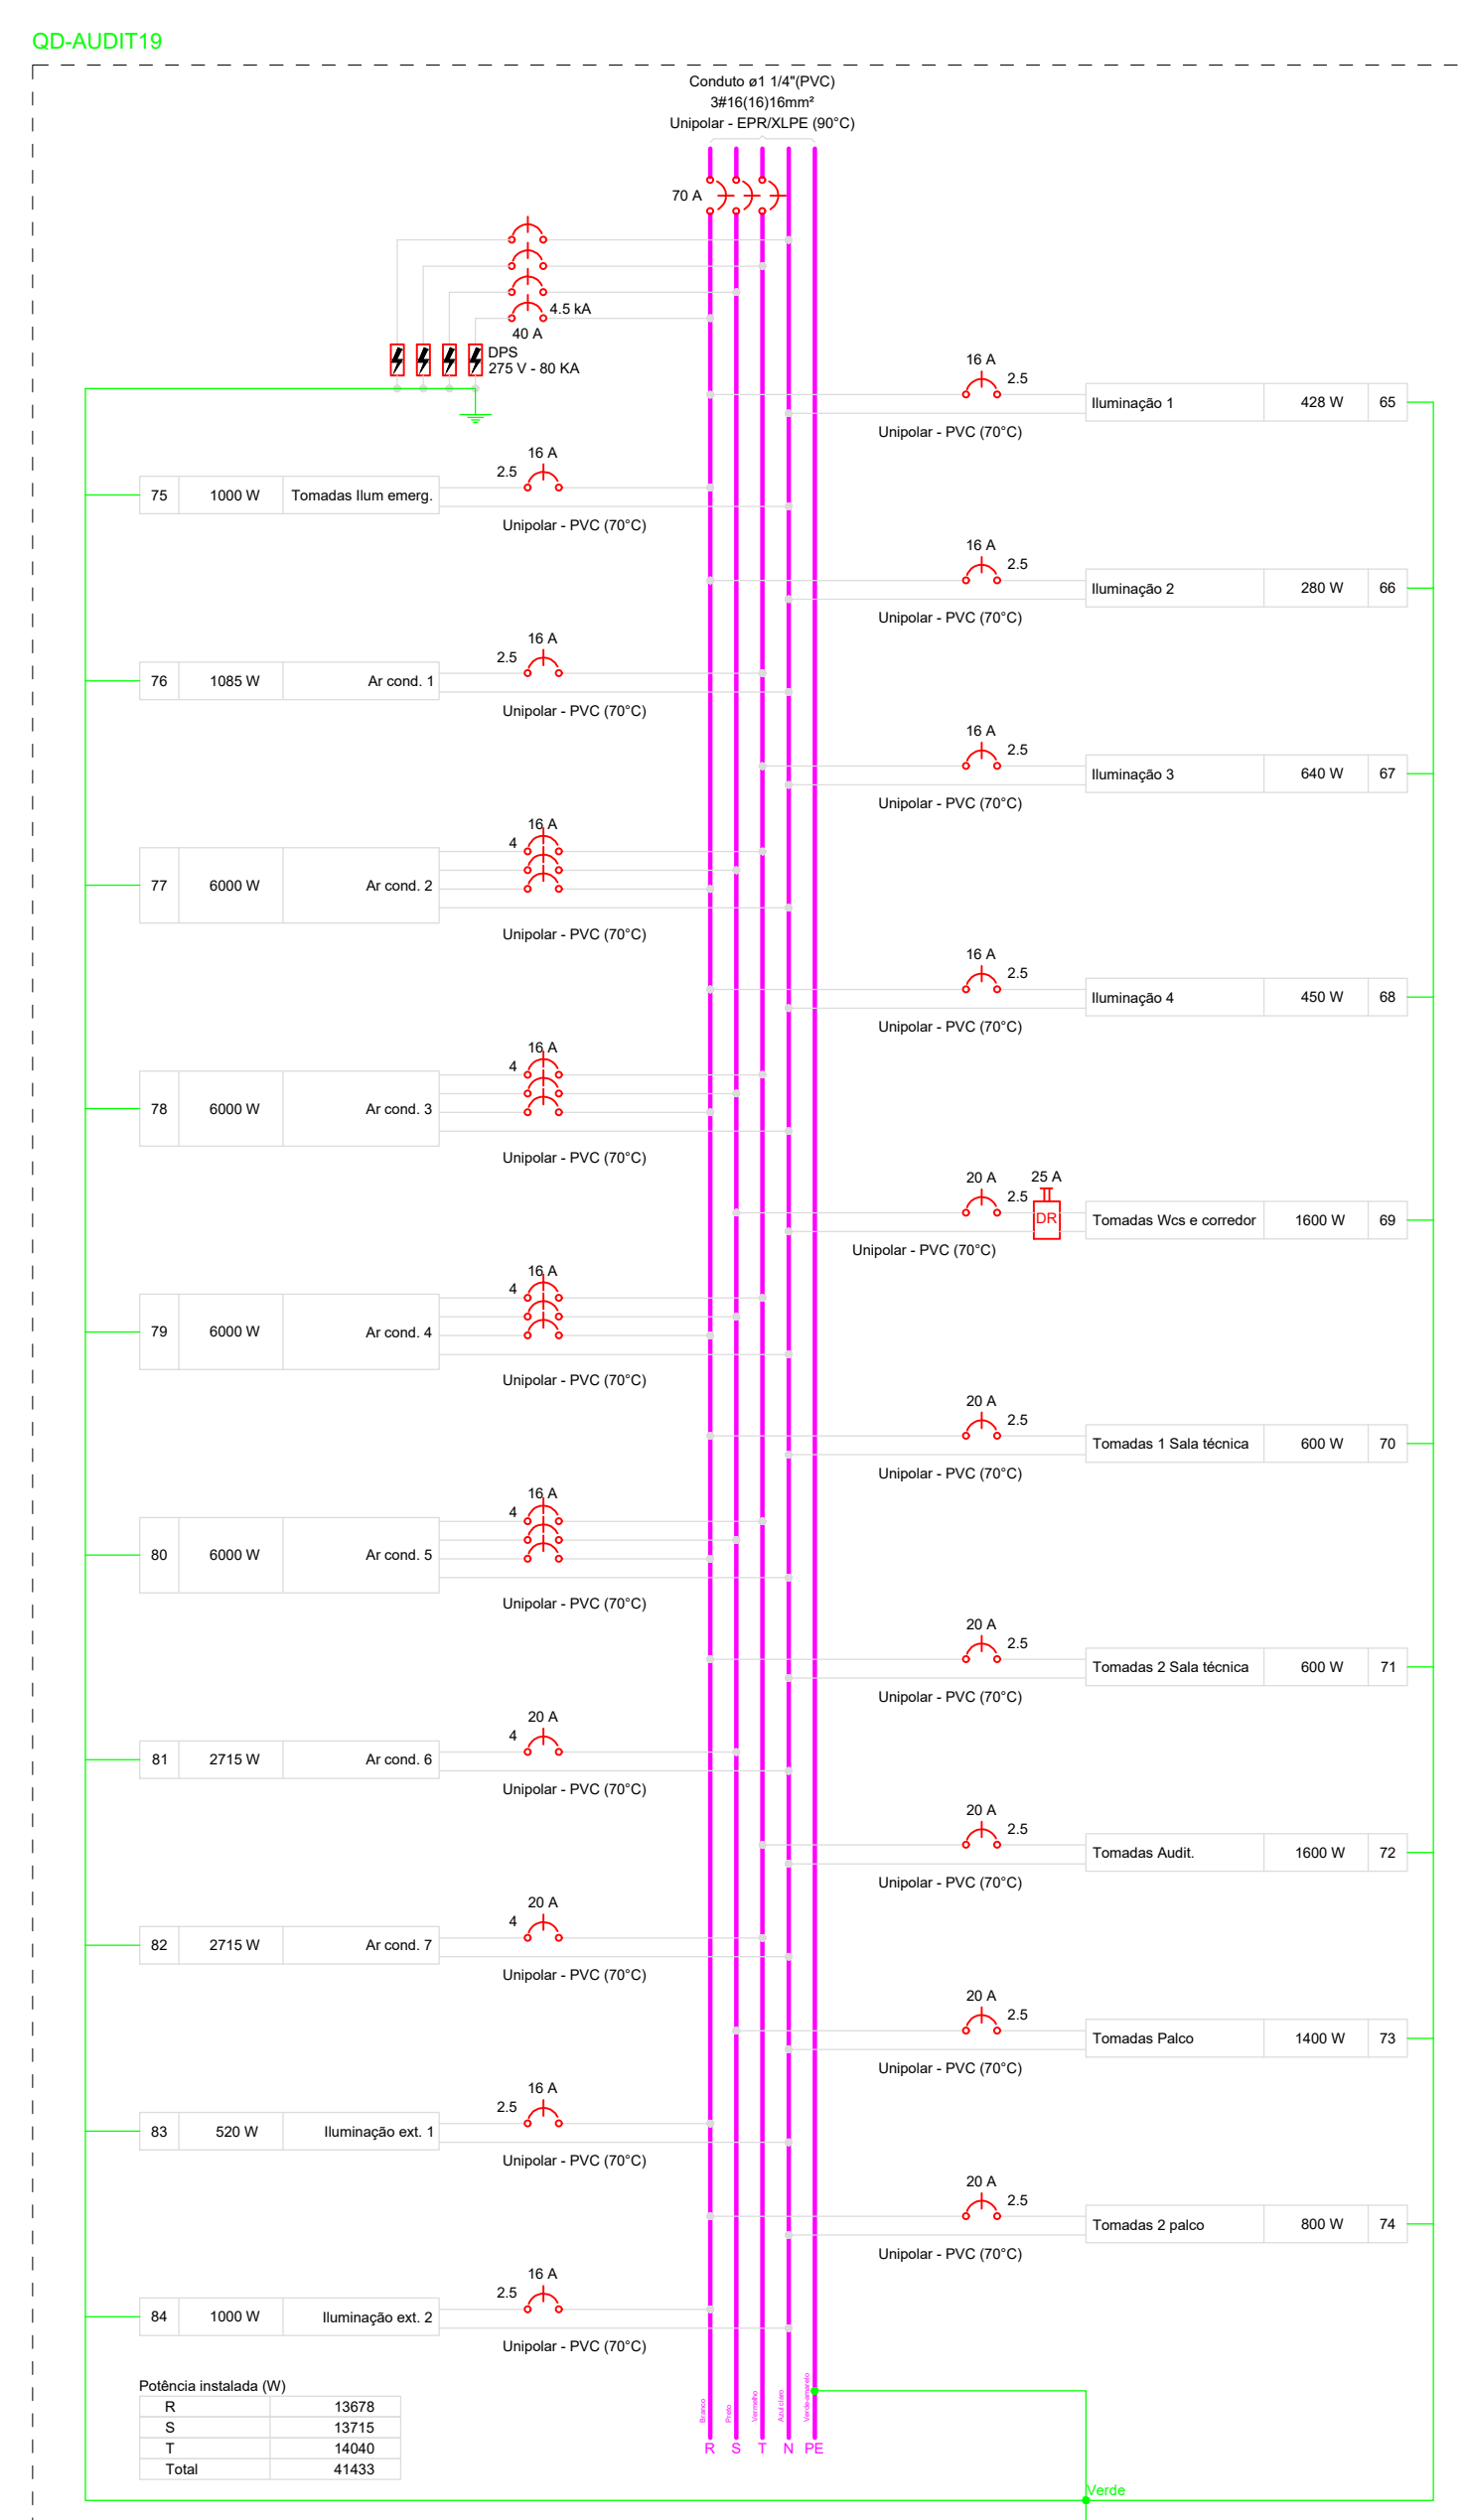 QD-AUDIT19
Conduto ø1 1/4"(PVC)
3#16(16)16mm²
Unipolar - EPR/XLPE (90°C)
70 A
4.5 kA
40 A
DPS
275 V - 80 KA
16 A
2.5
Iluminação 1 428 W 65
Unipolar - PVC (70°C)
16 A
2.5
75 1000 W Tomadas Ilum emerg.
Unipolar - PVC (70°C)
16 A
2.5
Iluminação 2 280 W 66
Unipolar - PVC (70°C)
16 A
2.5
76 1085 W Ar cond. 1
Unipolar - PVC (70°C)
16 A
2.5
Iluminação 3 640 W 67
Unipolar - PVC (70°C)
16 A
4
77 6000 W Ar cond. 2
Unipolar - PVC (70°C)
16 A
2.5
Iluminação 4 450 W 68
Unipolar - PVC (70°C)
16 A
4
78 6000 W Ar cond. 3
Unipolar - PVC (70°C)
20 A
2.5
25 A
DR
Tomadas Wcs e corredor 1600 W 69
Unipolar - PVC (70°C)
16 A
4
79 6000 W Ar cond. 4
Unipolar - PVC (70°C)
20 A
2.5
Tomadas 1 Sala técnica 600 W 70
Unipolar - PVC (70°C)
16 A
4
80 6000 W Ar cond. 5
Unipolar - PVC (70°C)
20 A
2.5
Tomadas 2 Sala técnica 600 W 71
Unipolar - PVC (70°C)
20 A
4
81 2715 W Ar cond. 6
Unipolar - PVC (70°C)
20 A
2.5
Tomadas Audit. 1600 W 72
Unipolar - PVC (70°C)
20 A
4
82 2715 W Ar cond. 7
Unipolar - PVC (70°C)
20 A
2.5
Tomadas Palco 1400 W 73
Unipolar - PVC (70°C)
16 A
2.5
83 520 W Iluminação ext. 1
Unipolar - PVC (70°C)
20 A
2.5
Tomadas 2 palco 800 W 74
Unipolar - PVC (70°C)
16 A
2.5
84 1000 W Iluminação ext. 2
Unipolar - PVC (70°C)
Potência instalada (W)
R 13678
S 13715
T 14040
Total 41433
Branco
Preto
Vermelho
Azul claro
Verde-amarelo
R S T N PE
Verde